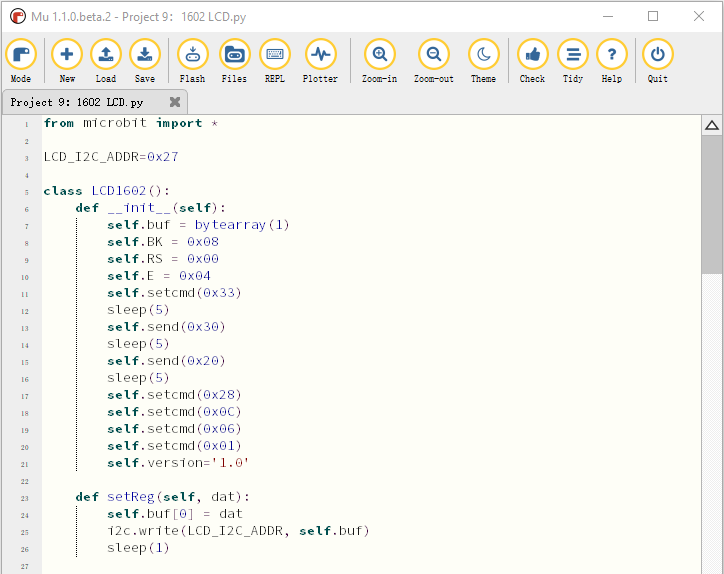 Mu 1.1.0.beta.2 - Project 9：1602 LCD.py
Mode New Load Save Flash Files REPL Plotter Zoom-in Zoom-out Theme Check Tidy Help Quit
Project 9：1602 LCD.py
1 from microbit import *
2
3 LCD_I2C_ADDR=0x27
4
5 class LCD1602():
6     def __init__(self):
7         self.buf = bytearray(1)
8         self.BK = 0x08
9         self.RS = 0x00
10         self.E = 0x04
11         self.setcmd(0x33)
12         sleep(5)
13         self.send(0x30)
14         sleep(5)
15         self.send(0x20)
16         sleep(5)
17         self.setcmd(0x28)
18         self.setcmd(0x0C)
19         self.setcmd(0x06)
20         self.setcmd(0x01)
21         self.version='1.0'
22
23     def setReg(self, dat):
24         self.buf[0] = dat
25         i2c.write(LCD_I2C_ADDR, self.buf)
26         sleep(1)
27